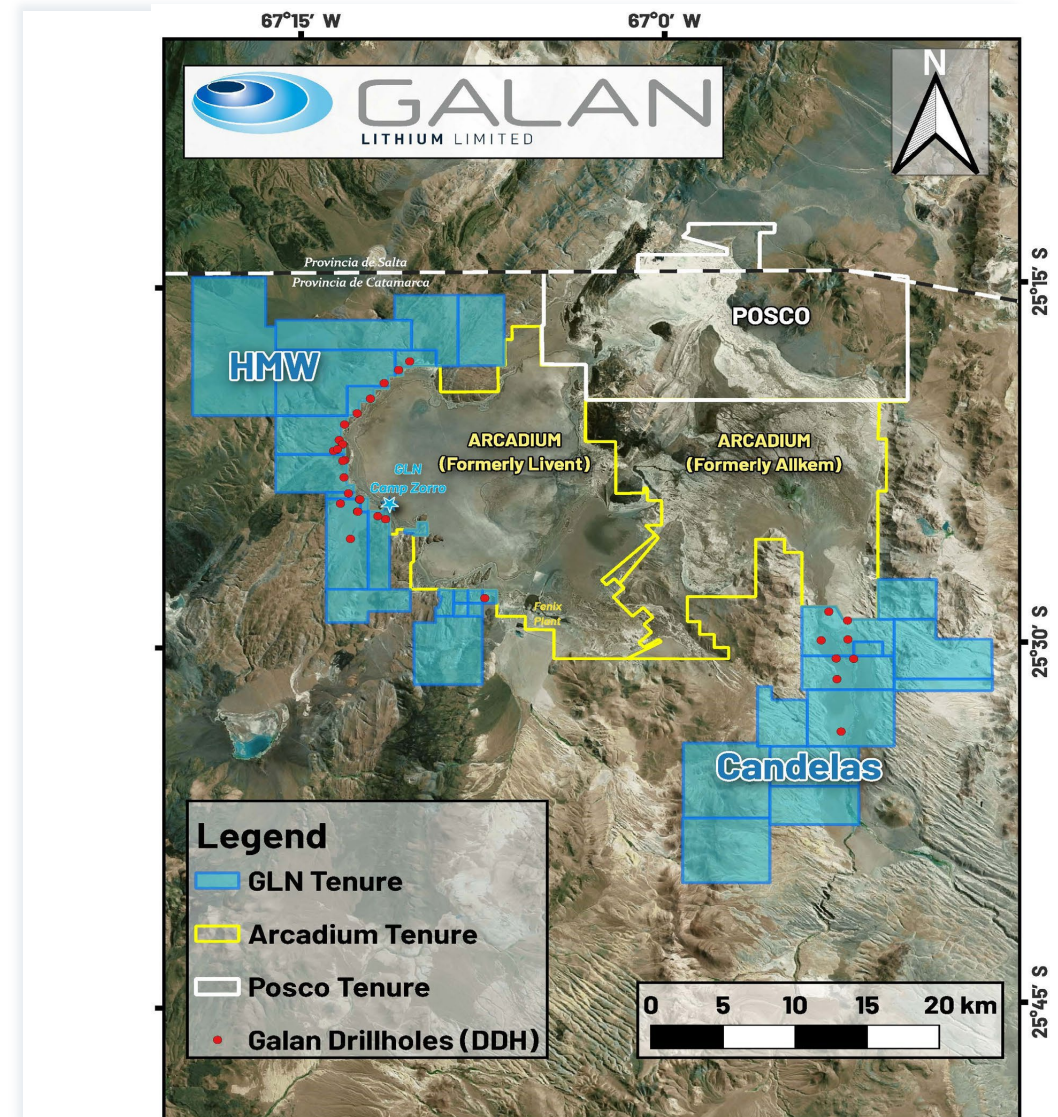 67°15′ W
67°0′ W
GALAN
LITHIUM LIMITED
N
Provincia de Salta
Provincia de Catamarca
25°15′ S
POSCO
HMW
ARCADIUM
(Formerly Livent)
ARCADIUM
(Formerly Allkem)
GLN
Camp Zorro
Fenix
Plant
25°30′ S
Candelas
Legend
GLN Tenure
Arcadium Tenure
Posco Tenure
Galan Drillholes (DDH)
0 5 10 15 20 km
25°45′ S